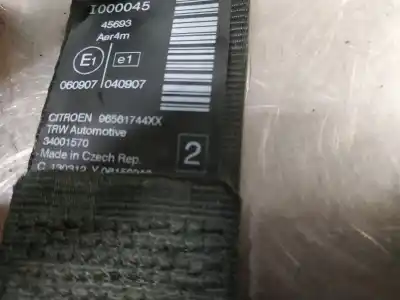 I000045
45693
Aer4m
E1 e1
060907 040907
CITROEN 96561744XX
TRW Automotive
34001570
Made in Czech Rep.
2